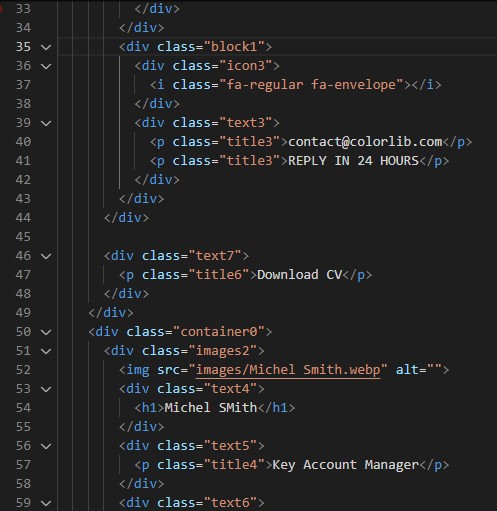 33 </div>
34 </div>
35 <div class="block1">
36 <div class="icon3">
37 <i class="fa-regular fa-envelope"></i>
38 </div>
39 <div class="text3">
40 <p class="title3">contact@colorlib.com</p>
41 <p class="title3">REPLY IN 24 HOURS</p>
42 </div>
43 </div>
44 </div>
45
46 <div class="text7">
47 <p class="title6">Download CV</p>
48 </div>
49 </div>
50 <div class="container0">
51 <div class="images2">
52 <img src="images/Michel Smith.webp" alt="">
53 <div class="text4">
54 <h1>Michel SMith</h1>
55 </div>
56 <div class="text5">
57 <p class="title4">Key Account Manager</p>
58 </div>
59 <div class="text6">